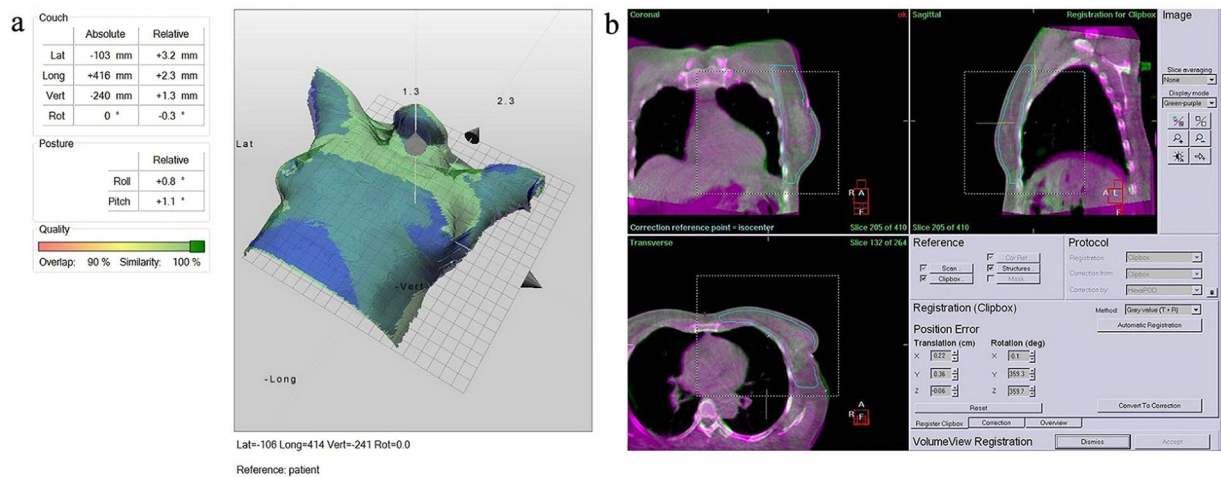 a
Couch
Absolute Relative
Lat -103 mm +3.2 mm
Long +416 mm +2.3 mm
Vert -240 mm +1.3 mm
Rot 0 ° -0.3 °
Posture
Relative
Roll +0.8 °
Pitch +1.1 °
Quality
Overlap: 90 % Similarity: 100 %
1.3
2.3
Lat
-Vert
-Long
Lat=-106 Long=414 Vert=-241 Rot=0.0
Reference: patient
b
Coronal ok
R A
F
Correction reference point = isocenter Slice 205 of 410
Sagittal Registration for Clipbox
A L
F
Slice 205 of 410
Transverse Slice 132 of 264
A
R F
Image
Slice averaging
None
Display mode
Green-purple
Reference
Cor Ref...
Scan...
Structures...
Clipbox...
Mask...
Protocol
Registration: Clipbox
Correction from: Clipbox
Correction by: HexaPOD
Registration (Clipbox)
Method: Grey value (T + R)
Automatic Registration
Position Error
Translation (cm) Rotation (deg)
X 0.22 X 0.1
Y 0.36 Y 359.3
Z -0.06 Z 359.7
Reset
Convert To Correction
Register Clipbox Correction Overview
VolumeView Registration Dismiss Accept